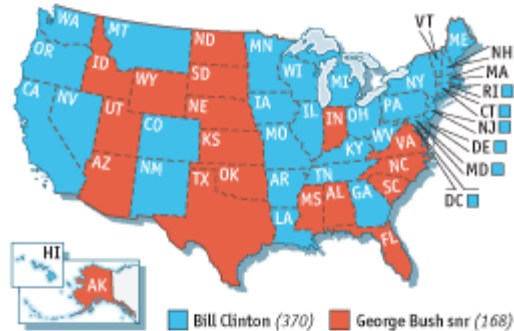 WA
MT
ND
MN
VT
ME
OR
ID
SD
WI
MI
NY
NH
MA
WY
RI
CA
NV
UT
NE
IA
IL
IN
OH
PA
CT
NJ
CO
KS
MO
WV
VA
DE
KY
MD
AZ
NM
TX
OK
AR
TN
NC
DC
MS
AL
GA
SC
LA
FL
HI
AK
Bill Clinton (370)
George Bush snr (168)